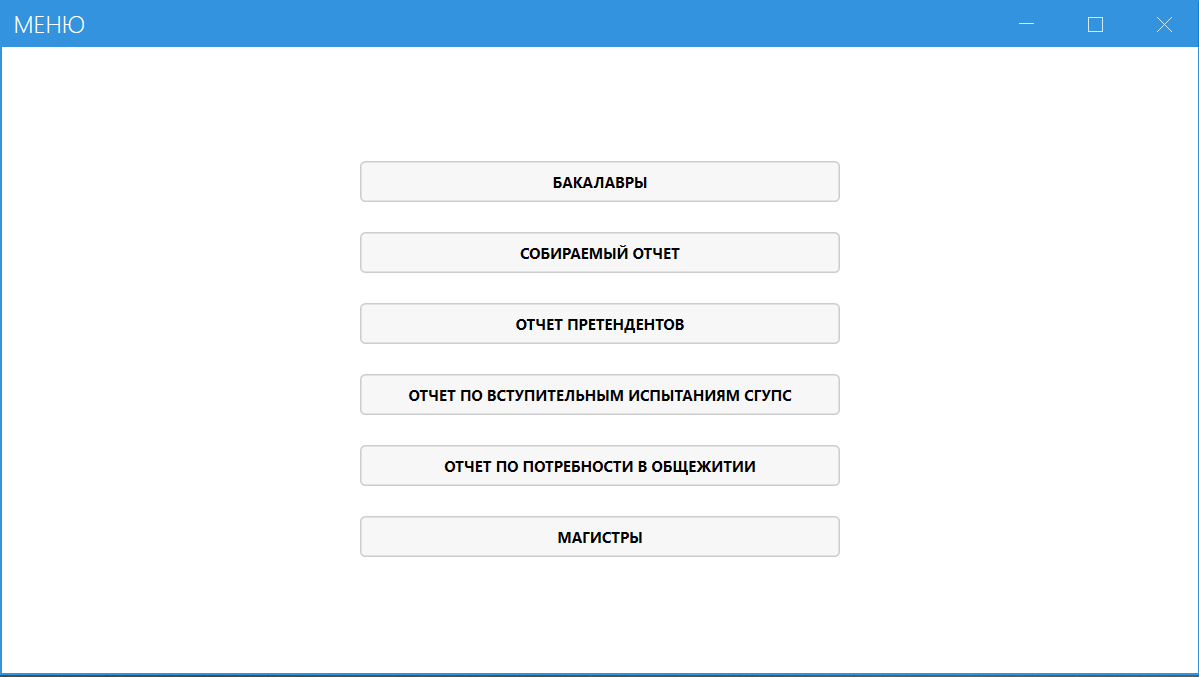 МЕНЮ
БАКАЛАВРЫ
СОБИРАЕМЫЙ ОТЧЕТ
ОТЧЕТ ПРЕТЕНДЕНТОВ
ОТЧЕТ ПО ВСТУПИТЕЛЬНЫМ ИСПЫТАНИЯМ СГУПС
ОТЧЕТ ПО ПОТРЕБНОСТИ В ОБЩЕЖИТИИ
МАГИСТРЫ